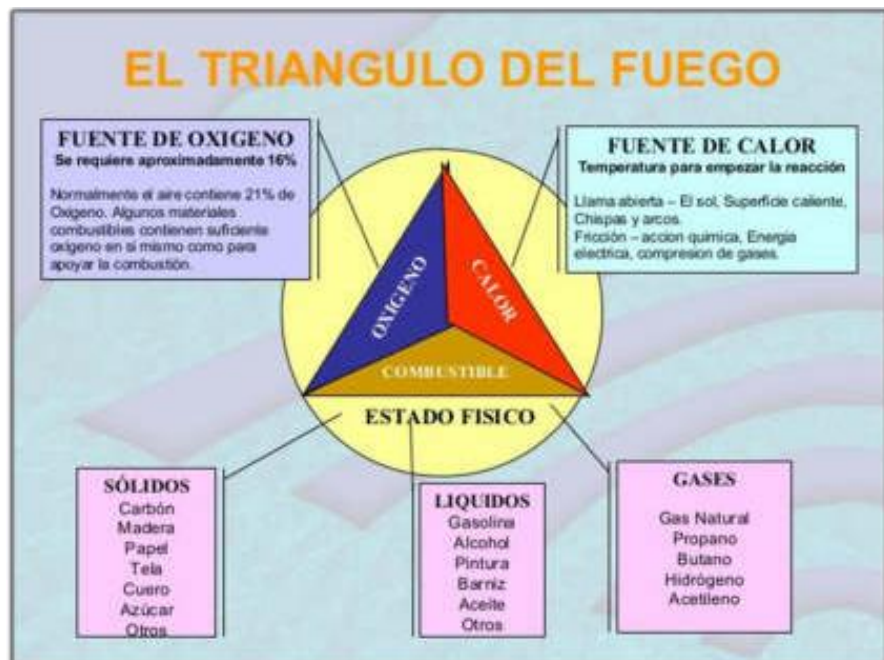 EL TRIANGULO DEL FUEGO
FUENTE DE OXIGENO
Se requiere aproximadamente 16%
Normalmente el aire contiene 21% de
Oxigeno. Algunos materiales
combustibles contienen suficiente
oxigeno en si mismo como para
apoyar la combustión.
FUENTE DE CALOR
Temperatura para empezar la reacción
Llama abierta – El sol, Superficie caliente,
Chispas y arcos.
Fricción – accion quimica, Energia
electrica, compresion de gases.
OXIGENO
CALOR
COMBUSTIBLE
ESTADO FISICO
SÓLIDOS
Carbón
Madera
Papel
Tela
Cuero
Azúcar
Otros
LIQUIDOS
Gasolina
Alcohol
Pintura
Barniz
Aceite
Otros
GASES
Gas Natural
Propano
Butano
Hidrógeno
Acetileno